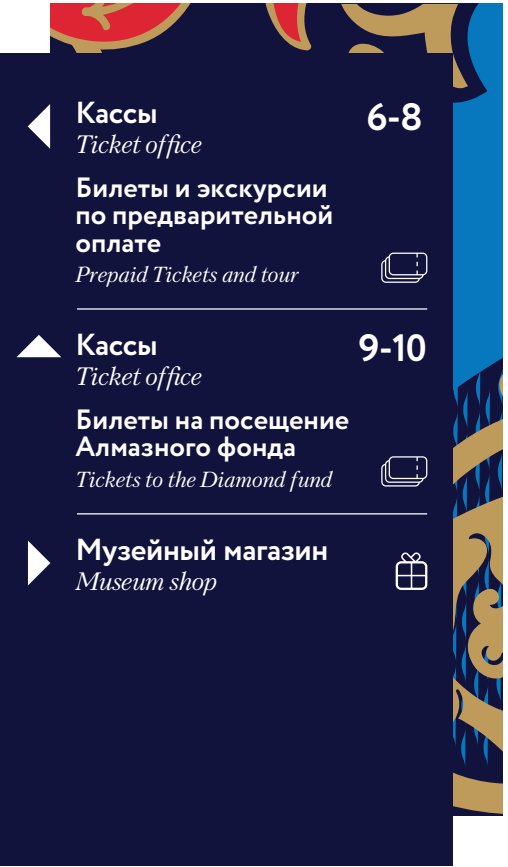 Кассы 6-8
Ticket office
Билеты и экскурсии
по предварительной
оплате
Prepaid Tickets and tour
Кассы 9-10
Ticket office
Билеты на посещение
Алмазного фонда
Tickets to the Diamond fund
Музейный магазин
Museum shop